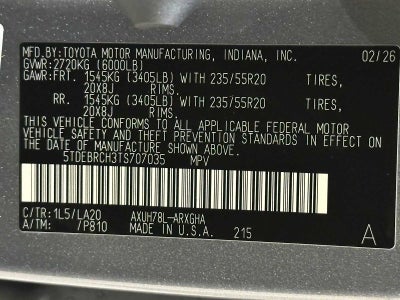 MFD.BY:TOYOTA MOTOR MANUFACTURING, INDIANA, INC. 02/26
GVWR:2720KG (6000LB)
GAWR:FRT. 1545KG (3405LB) WITH 235/55R20 TIRES,
20X8J RIMS.
RR. 1545KG (3405LB) WITH 235/55R20 TIRES,
20X8J RIMS.
THIS VEHICLE CONFORMS TO ALL APPLICABLE FEDERAL MOTOR
VEHICLE SAFETY AND THEFT PREVENTION STANDARDS IN EFFECT ON
THE DATE OF MANUFACTURE SHOWN ABOVE.
5TDEBRCH3TS707035 MPV
C/TR:1L5/LA20 AXUH78L-ARXGHA
A/TM: /P810 MADE IN U.S.A 215 A